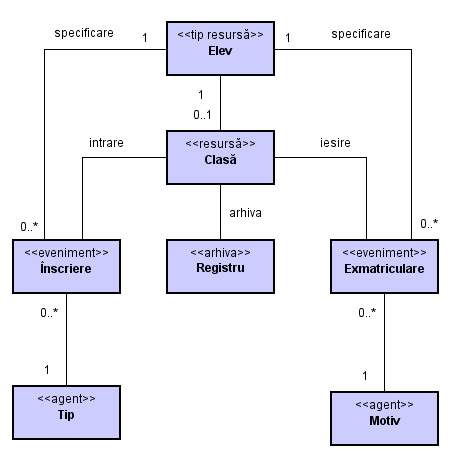 specificare
1
<<tip resursă>>
Elev
1
specificare
1
0..1
intrare
<<resursă>>
Clasă
iesire
arhiva
0..*
0..*
<<eveniment>>
Înscriere
<<arhiva>>
Registru
<<eveniment>>
Exmatriculare
0..*
0..*
1
1
<<agent>>
Tip
<<agent>>
Motiv